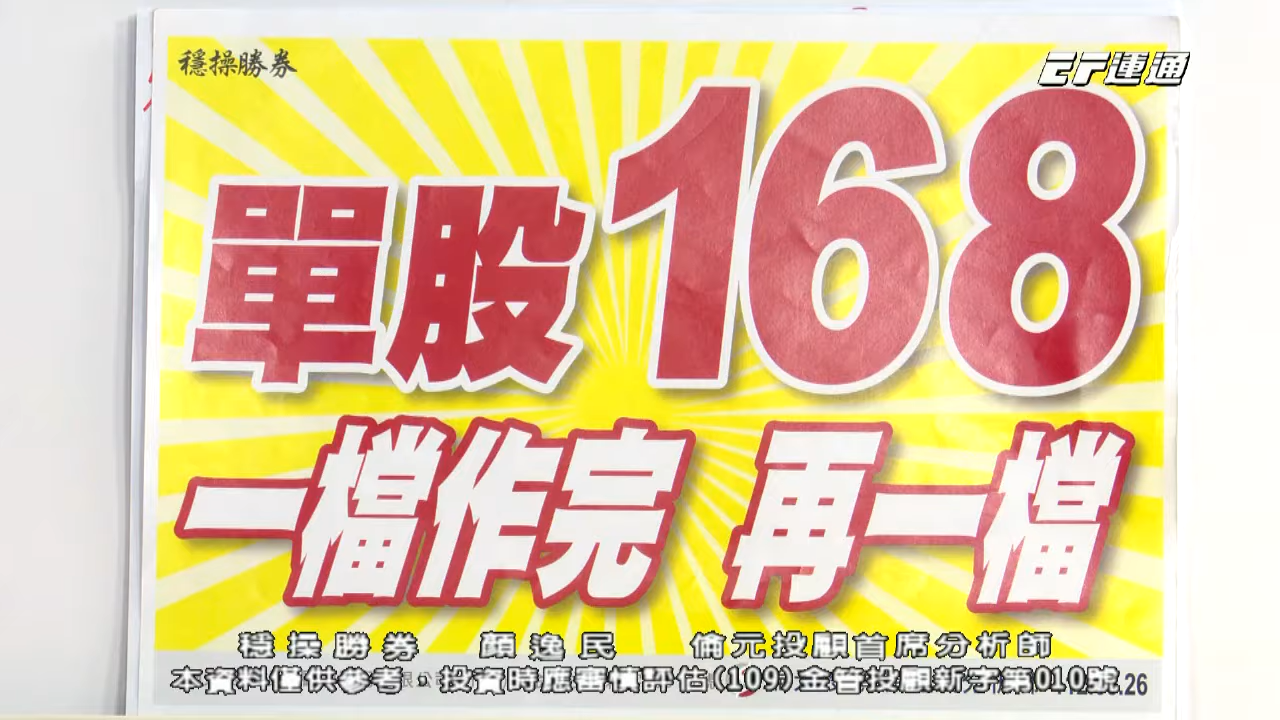 穩操勝券
ET運通
單股168
一檔作完 再一檔
穩操勝券 顏逸民 倫元投顧首席分析師
本資料僅供參考，投資時應審慎評估(109)金管投顧新字第010號